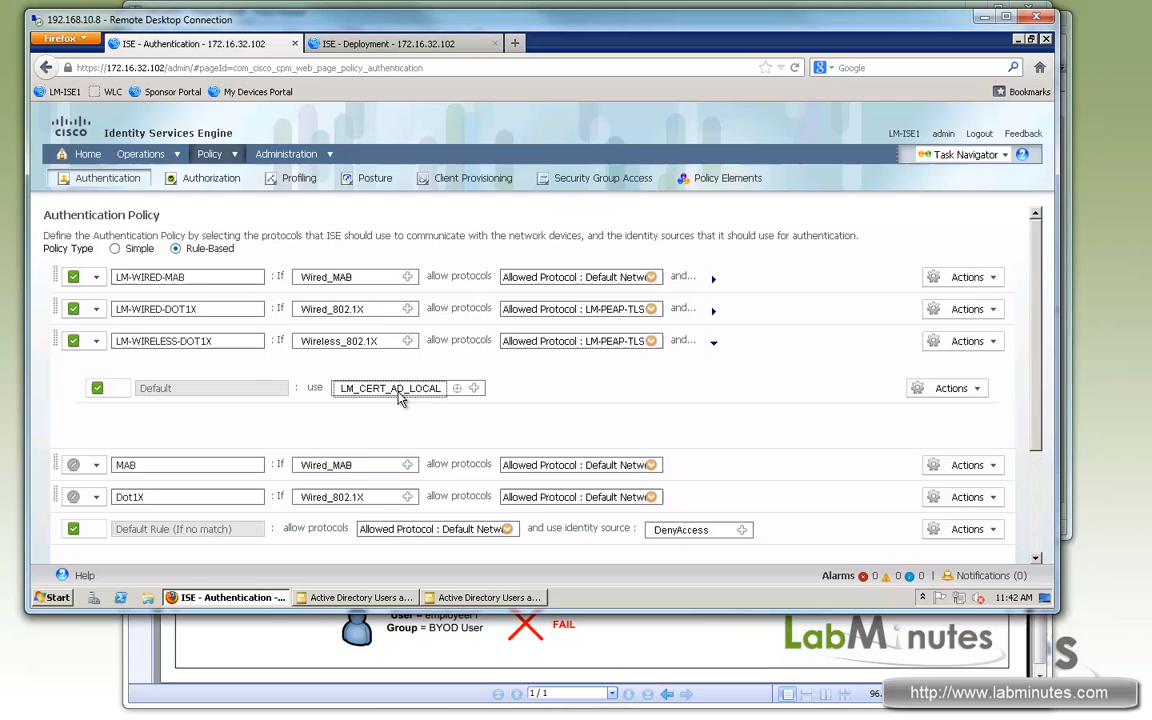 192.168.10.8 - Remote Desktop Connection
Firefox
ISE - Authentication - 172.16.32.102
ISE - Deployment - 172.16.32.102
https://172.16.32.102/admin/#pageId=com_cisco_cpm_web_page_policy_authentication
Google
LM-ISE1 WLC Sponsor Portal My Devices Portal
Bookmarks
CISCO Identity Services Engine
LM-ISE1 admin Logout Feedback
Home Operations Policy Administration
Task Navigator
Authentication Authorization Profiling Posture Client Provisioning Security Group Access Policy Elements
Authentication Policy
Define the Authentication Policy by selecting the protocols that ISE should use to communicate with the network devices, and the identity sources that it should use for authentication.
Policy Type Simple Rule-Based
LM-WIRED-MAB : If Wired_MAB allow protocols Allowed Protocol : Default Netw and... Actions
LM-WIRED-DOT1X : If Wired_802.1X allow protocols Allowed Protocol : LM-PEAP-TLS and... Actions
LM-WIRELESS-DOT1X : If Wireless_802.1X allow protocols Allowed Protocol : LM-PEAP-TLS and... Actions
Default : use LM_CERT_AD_LOCAL Actions
MAB : If Wired_MAB allow protocols Allowed Protocol : Default Netw Actions
Dot1X : If Wired_802.1X allow protocols Allowed Protocol : Default Netw Actions
Default Rule (If no match) : allow protocols Allowed Protocol : Default Netw and use identity source : DenyAccess Actions
Help
Alarms 0 0 0 | Notifications (0)
Start
ISE - Authentication -...
Active Directory Users a...
Active Directory Users a...
11:42 AM
Group = BYOD User
FAIL
LabMinutes
1 / 1
96.
http://www.labminutes.com